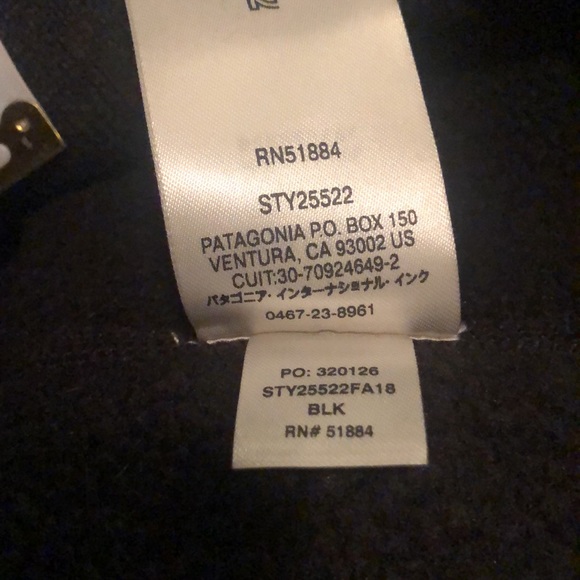 RN51884
STY25522
PATAGONIA P.O. BOX 150
VENTURA, CA 93002 US
CUIT:30-70924649-2
パタゴニア・インターナショナル・インク
0467-23-8961
PO: 320126
STY25522FA18
BLK
RN# 51884